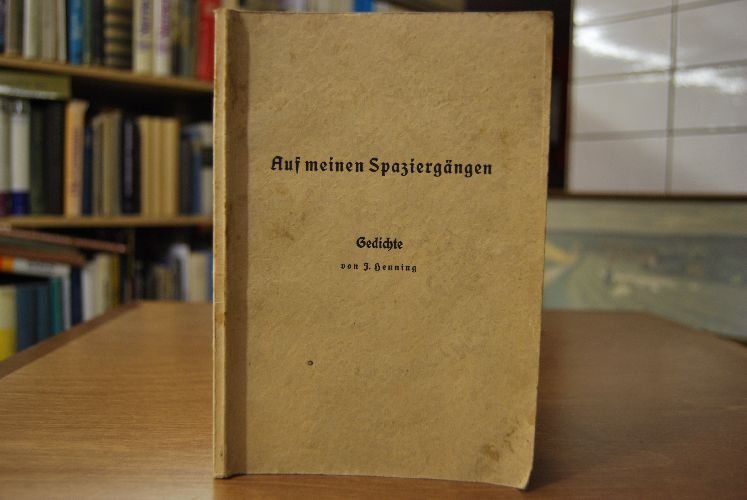 Auf meinen Spaziergängen
Gedichte
von J. Henning